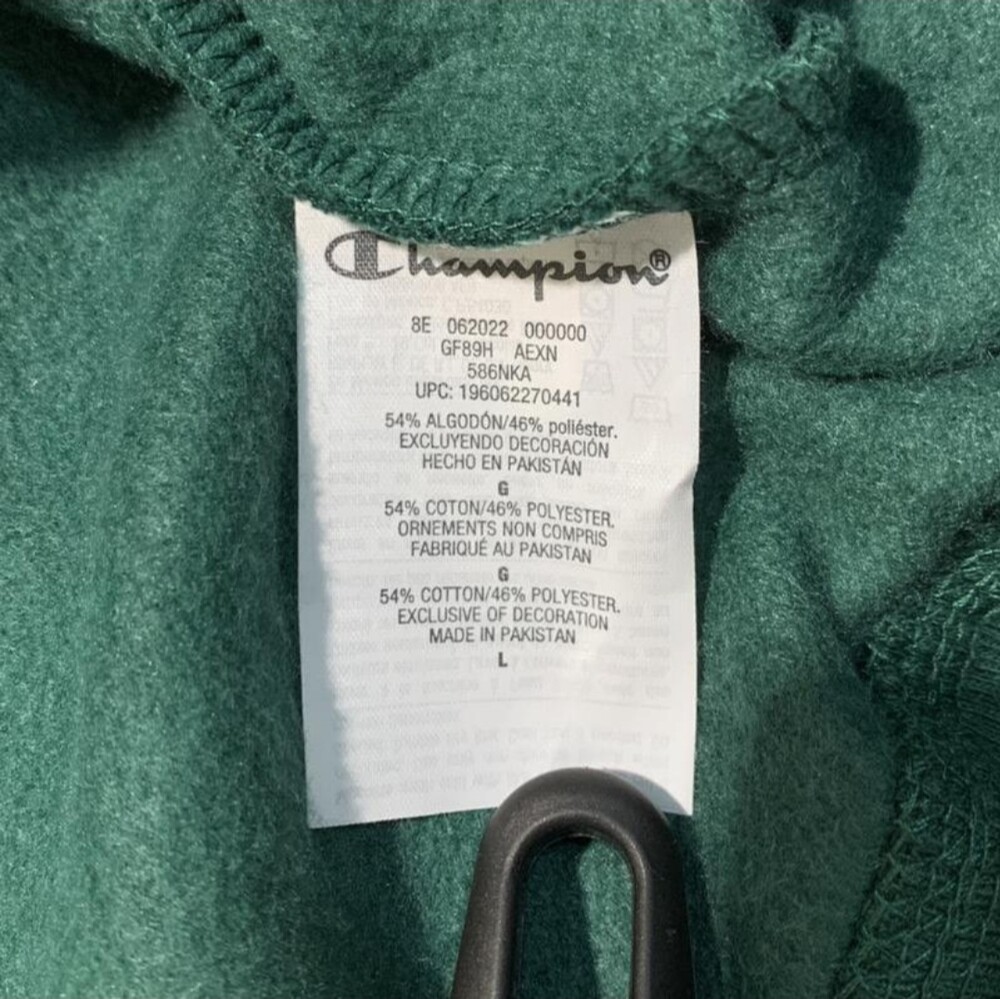 Champion®
8E 062022 000000
GF89H AEXN
586NKA
UPC: 196062270441
54% ALGODÓN/46% poliéster.
EXCLUYENDO DECORACIÓN
HECHO EN PAKISTÁN
G
54% COTON/46% POLYESTER.
ORNEMENTS NON COMPRIS
FABRIQUÉ AU PAKISTAN
G
54% COTTON/46% POLYESTER.
EXCLUSIVE OF DECORATION
MADE IN PAKISTAN
L